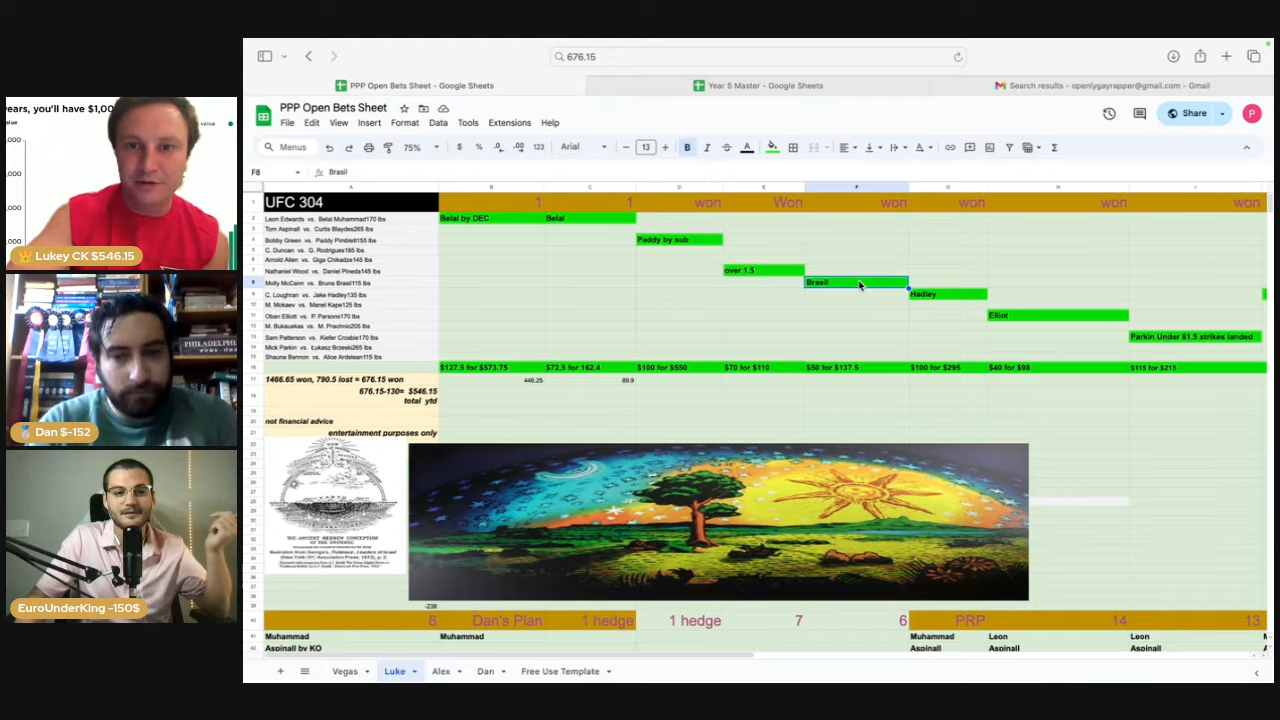 676.15
PPP Open Bets Sheet - Google Sheets
Year 5 Master - Google Sheets
Search results - openlygayrapper@gmail.com - Gmail
PPP Open Bets Sheet
File Edit View Insert Format Data Tools Extensions Help
Share
P
Menus
75%
$ % .0 .00 123
Arial
13
B I A
F8
Brasil
A B C D E F G H I
UFC 304
1 1 won Won won won won won
Leon Edwards vs. Belal Muhammad170 lbs
Belal by DEC
Belal
Tom Aspinall vs. Curtis Blaydes265 lbs
Bobby Green vs. Paddy Pimblett155 lbs
Paddy by sub
C. Duncan vs. G. Rodrigues185 lbs
Arnold Allen vs. Giga Chikadze145 lbs
Nathaniel Wood vs. Daniel Pineda145 lbs
over 1.5
Molly McCann vs. Bruna Brasil115 lbs
Brasil
C. Loughran vs. Jake Hadley135 lbs
Hadley
M. Mokaev vs. Manel Kape125 lbs
Oban Elliott vs. P. Parsons170 lbs
Elliot
M. Bukauskas vs. M. Prachnio205 lbs
Sam Patterson vs. Kiefer Crosbie170 lbs
Parkin Under 61.5 strikes landed
Mick Parkin vs. Łukasz Brzeski265 lbs
Shauna Bannon vs. Alice Ardelean115 lbs
$127.5 for $573.75
$72.5 for 162.4
$100 for $550
$70 for $110
$50 for $137.5
$100 for $295
$40 for $98
$115 for $215
1466.65 won, 790.5 lost = 676.15 won
446.25
89.9
676.15-130= $546.15
total ytd
not financial advice
entertainment purposes only
EARTH
THE ANCIENT HEBREW CONCEPTION
OF THE UNIVERSE
-238
8 Dan's Plan 1 hedge 1 hedge 7 6 PRP 14 13
Muhammad
Muhammad
Muhammad
Leon
Leon
Aspinall by KO
Aspinall
Aspinall
Aspinall
Vegas
Luke
Alex
Dan
Free Use Template
years, you'll have $1,00
value
Lukey CK $546.15
PHILADELPHIA
Dan $-152
EuroUnderKing -150$